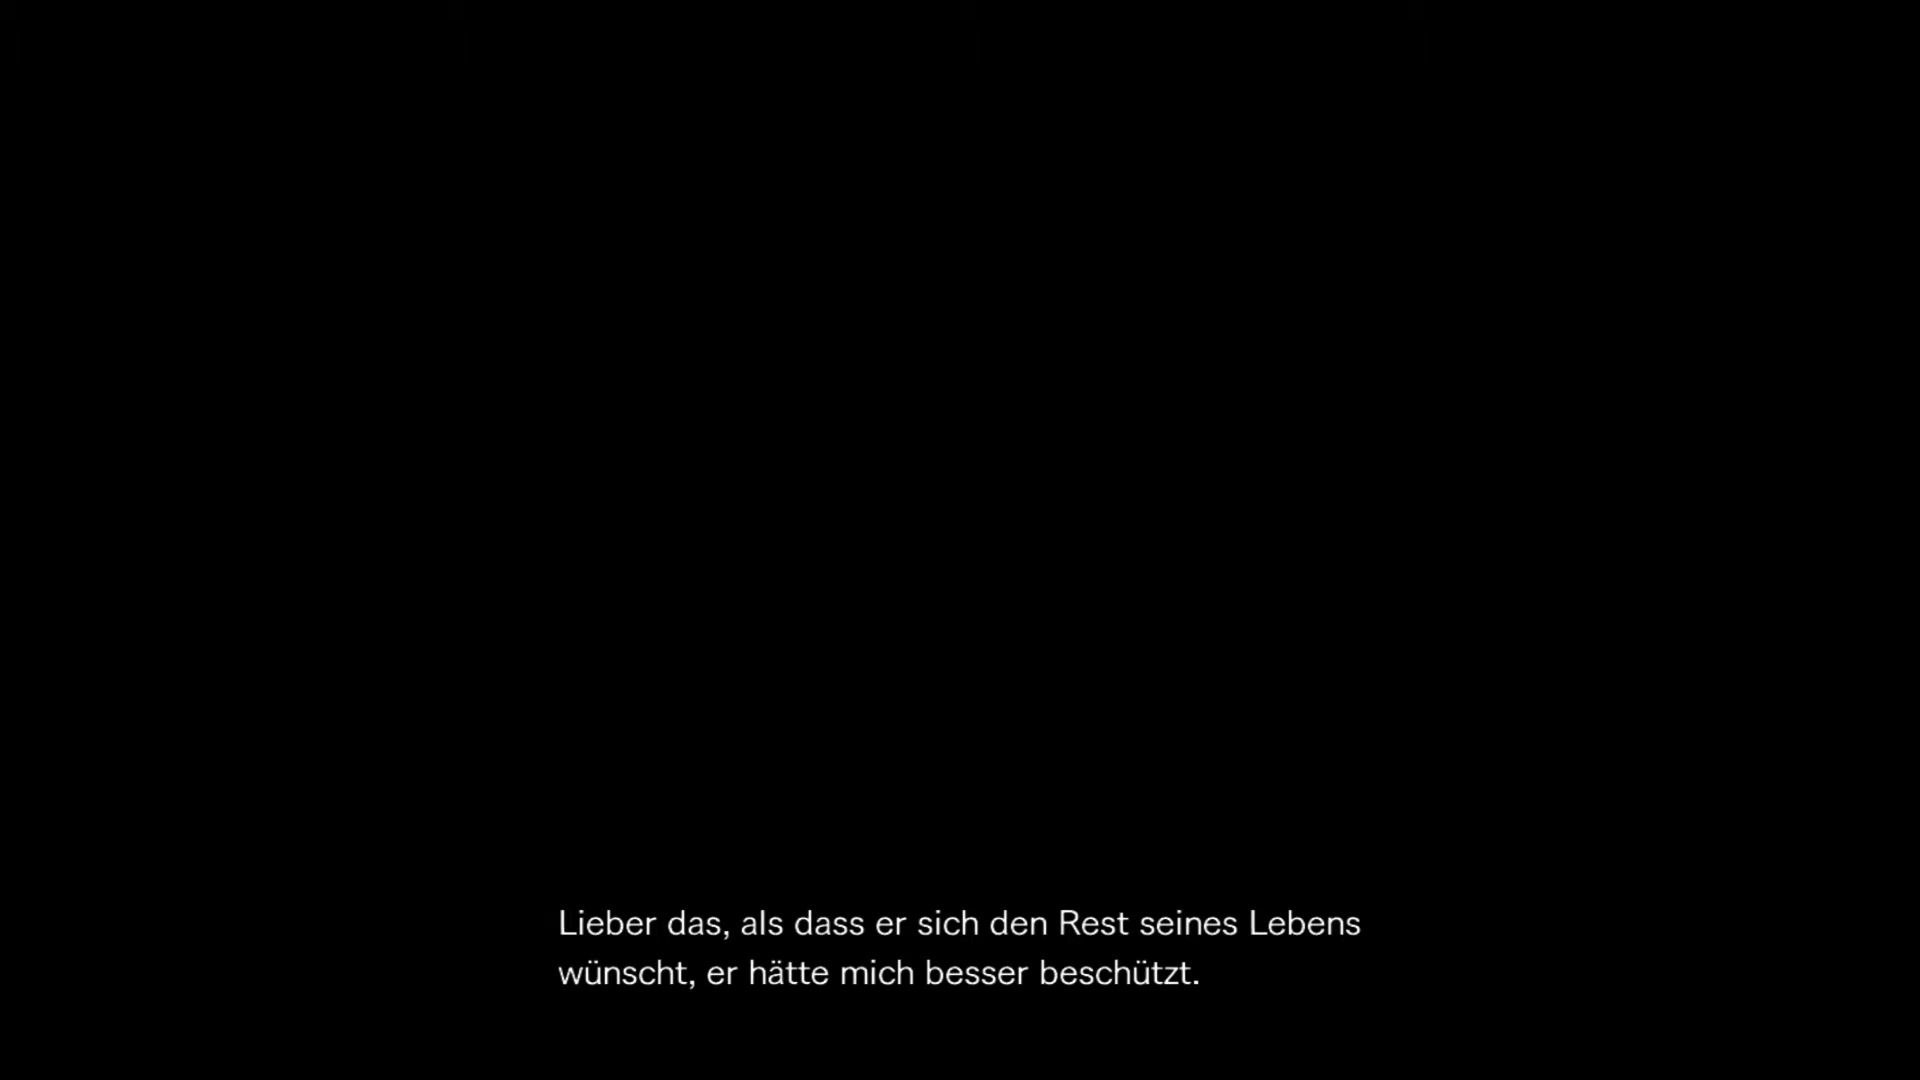 Lieber das, als dass er sich den Rest seines Lebens
wünscht, er hätte mich besser beschützt.